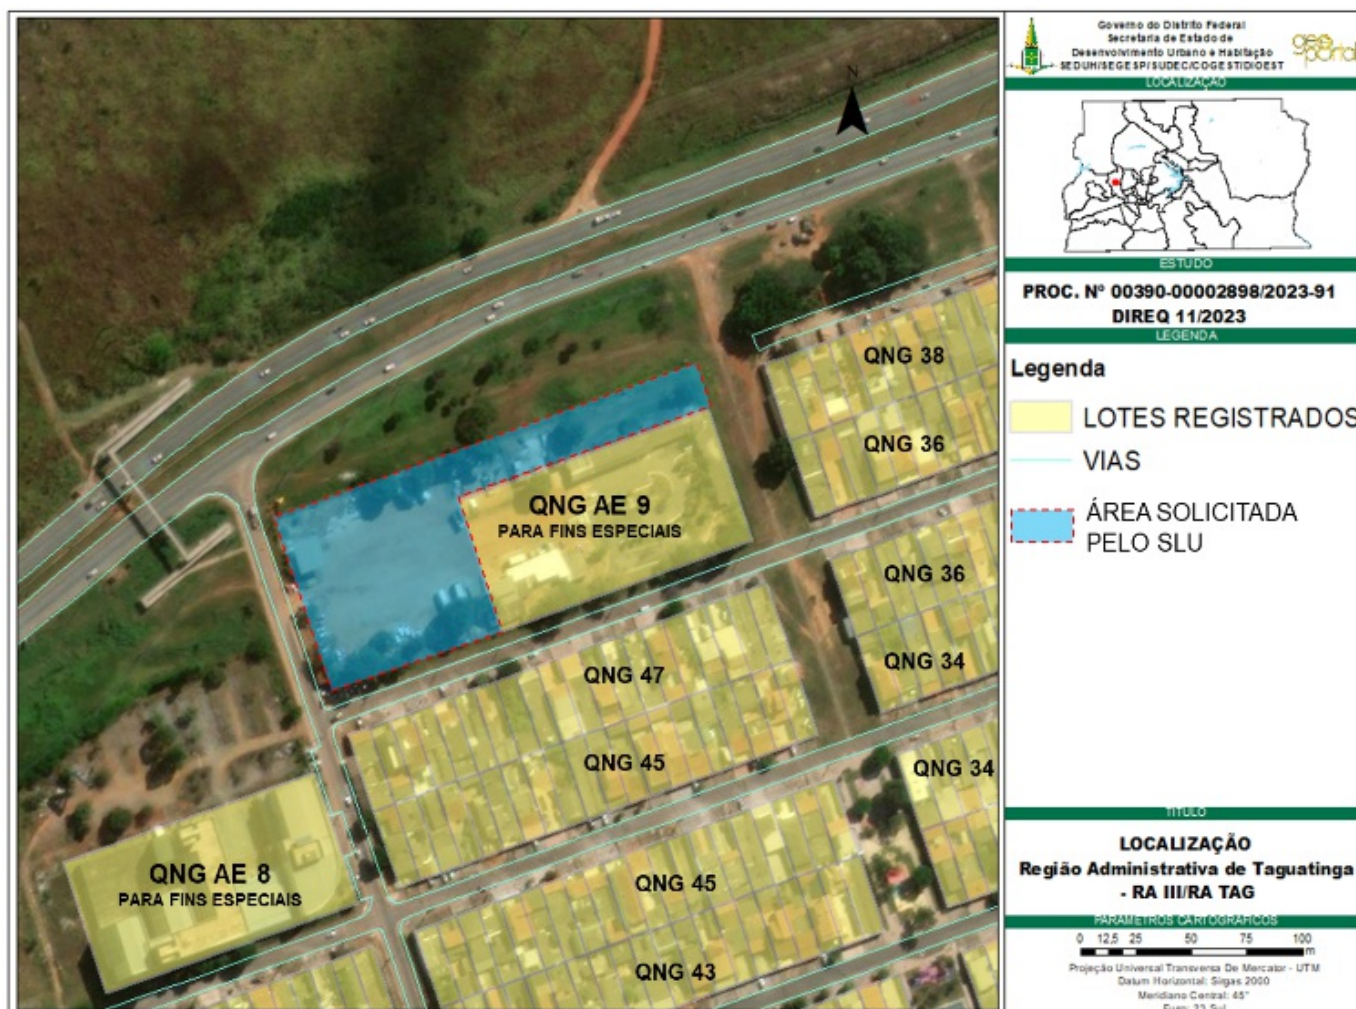 N
QNG 38
QNG 36
QNG AE 9
PARA FINS ESPECIAIS
QNG 36
QNG 34
QNG 47
QNG 45
QNG 34
QNG AE 8
PARA FINS ESPECIAIS
QNG 45
QNG 43
Governo do Distrito Federal
Secretaria de Estado de
Desenvolvimento Urbano e Habitação
SEDUH/SEGESP/SUDEC/COGEST/DIOEST
geo
portal
LOCALIZAÇÃO
ESTUDO
PROC. Nº 00390-00002898/2023-91
DIREQ 11/2023
LEGENDA
Legenda
LOTES REGISTRADOS
VIAS
ÁREA SOLICITADA
PELO SLU
TÍTULO
LOCALIZAÇÃO
Região Administrativa de Taguatinga
- RA III/RA TAG
PARÂMETROS CARTOGRÁFICOS
0 12,5 25 50 75 100
m
Projeção Universal Transversa De Mercator - UTM
Datum Horizontal: Sirgas 2000
Meridiano Central: 45°